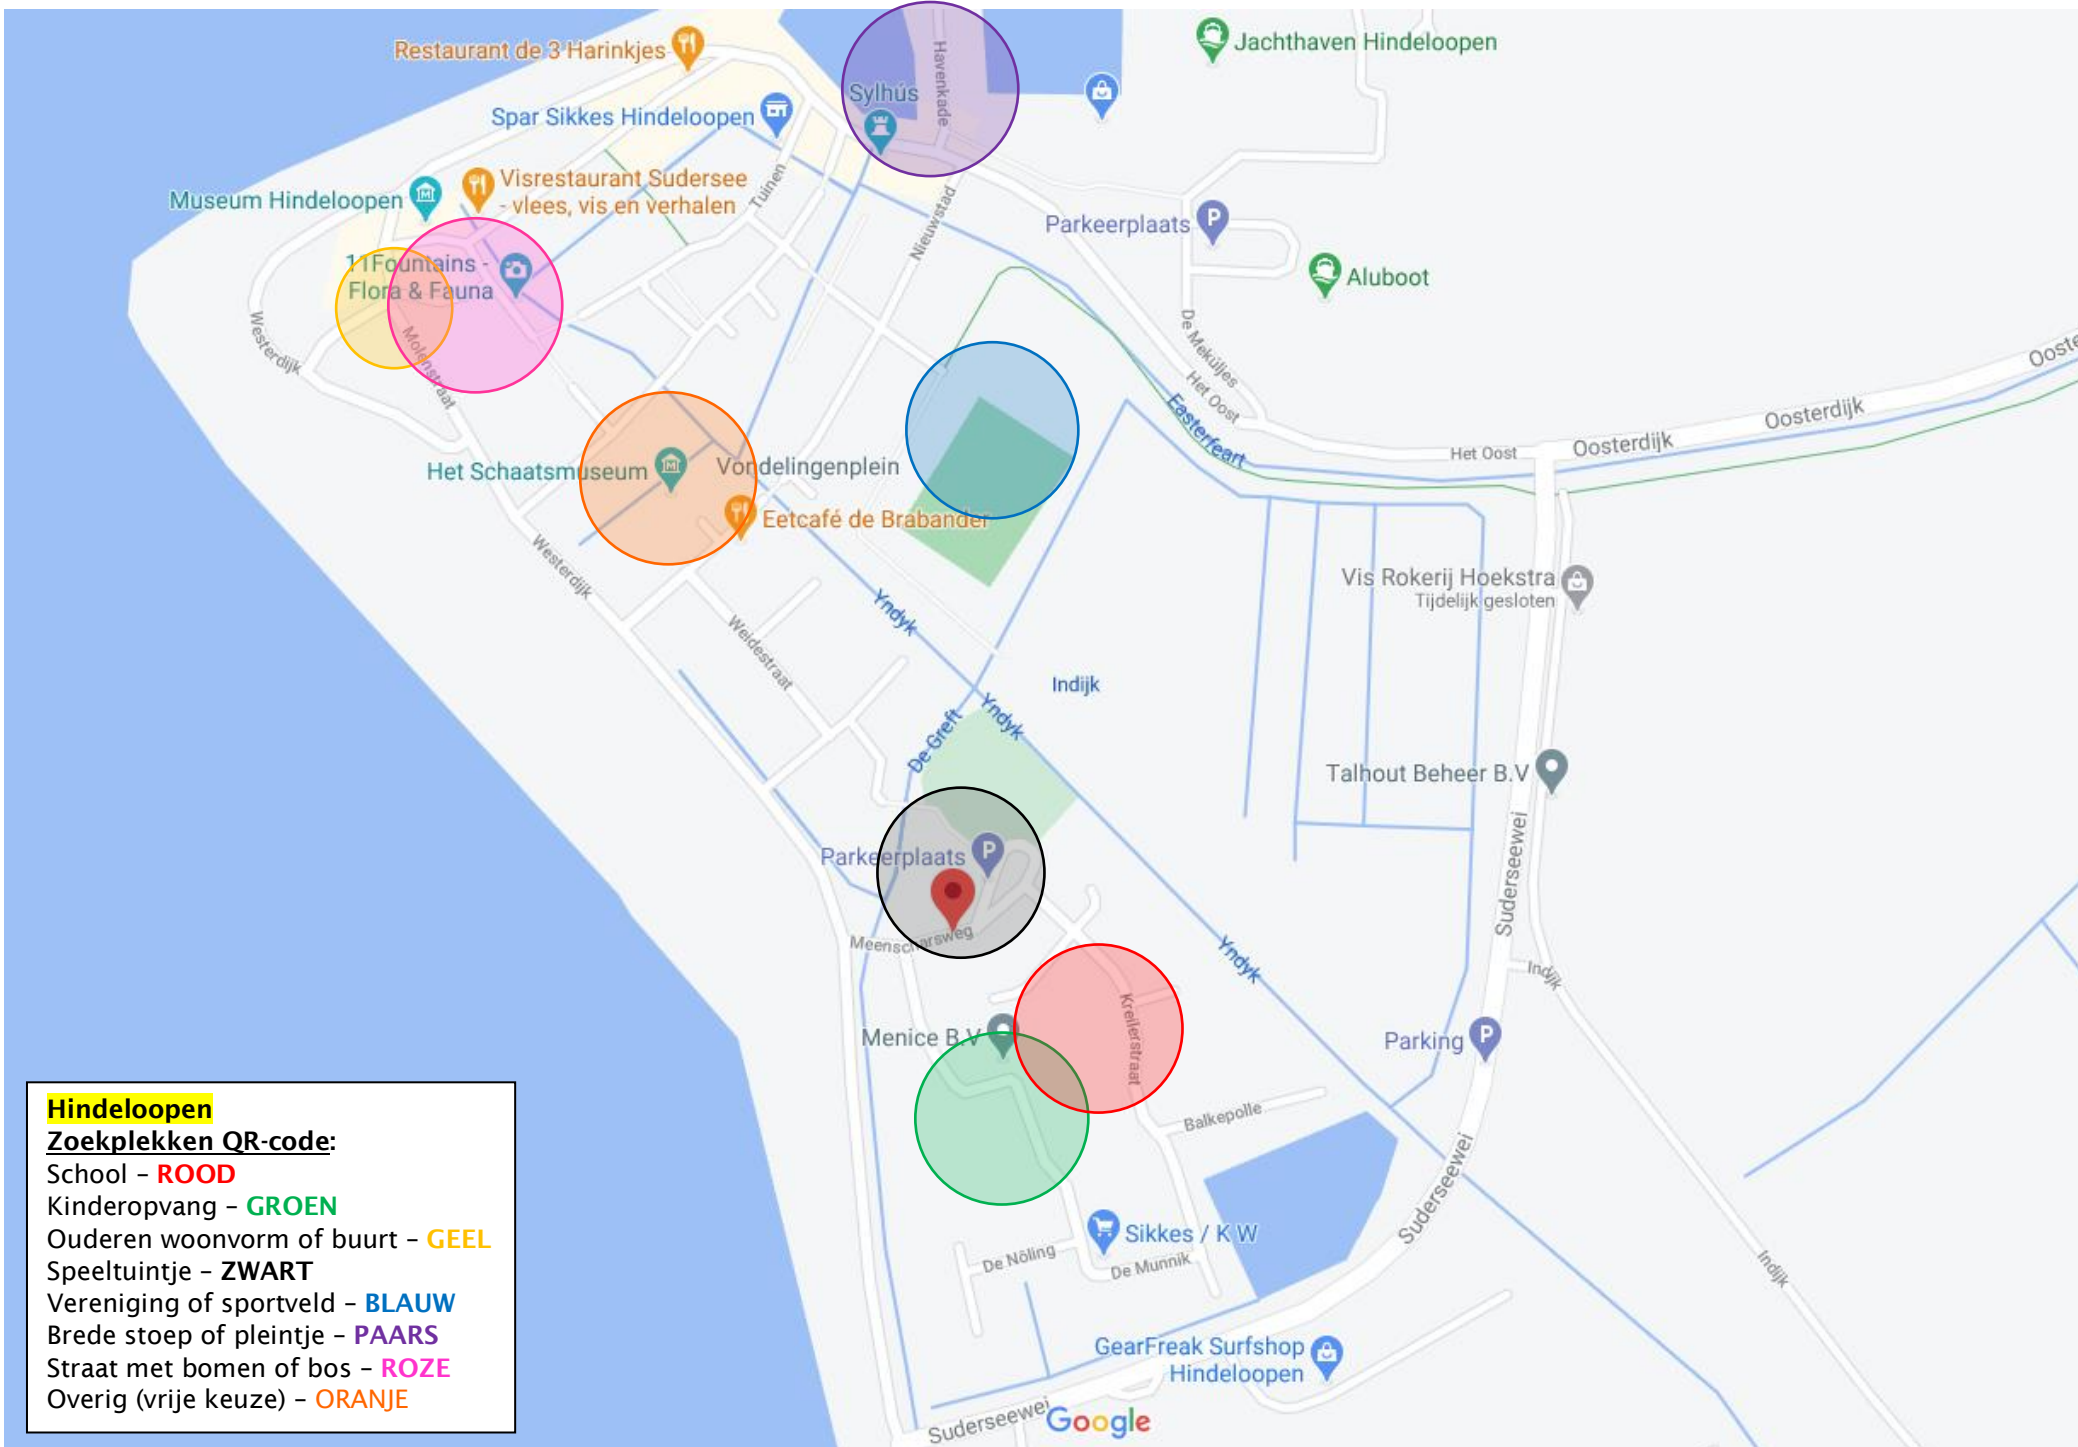 Restaurant de 3 Harinkjes
Havenkade
Jachthaven Hindeloopen
Sylhús
Spar Sikkes Hindeloopen
Visrestaurant Sudersee
- vlees, vis en verhalen
Tuinen
Museum Hindeloopen
Nieuwstad
Parkeerplaats
P
11Fountains -
Flora & Fauna
Aluboot
Westerdijk
Molenstraat
De Meküljes
Het Oost
Easterfeart
Het Oost
Oosterdijk
Oosterdijk
Ooste
Het Schaatsmuseum
Vondelingenplein
Eetcafé de Brabander
Westerdijk
Vis Rokerij Hoekstra
Tijdelijk gesloten
Yndyk
Weidestraat
Indijk
Yndyk
De Greft
Talhout Beheer B.V
Suderseewei
Parkeerplaats
P
Meenscharsweg
Yndyk
Indijk
Kreilerstraat
Menice B.V
Parking
P
Balkepolle
Suderseewei
Sikkes / K W
De Nôling
De Munnik
Indijk
GearFreak Surfshop
Hindeloopen
Suderseewei
Google
Hindeloopen
Zoekplekken QR-code:
School – ROOD
Kinderopvang – GROEN
Ouderen woonvorm of buurt – GEEL
Speeltuintje – ZWART
Vereniging of sportveld – BLAUW
Brede stoep of pleintje – PAARS
Straat met bomen of bos – ROZE
Overig (vrije keuze) – ORANJE